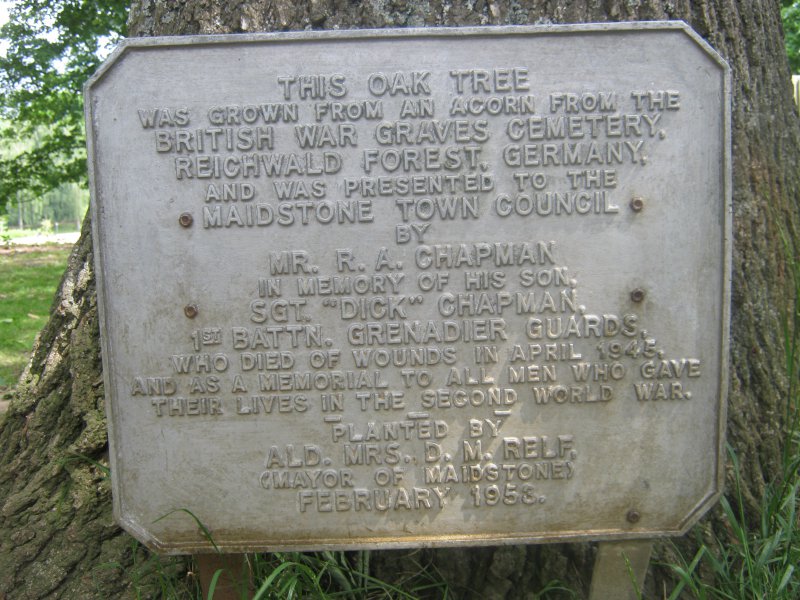 THIS OAK TREE
WAS GROWN FROM AN ACORN FROM THE
BRITISH WAR GRAVES CEMETERY,
REICHWALD FOREST, GERMANY,
AND WAS PRESENTED TO THE
MAIDSTONE TOWN COUNCIL
BY
MR. R. A. CHAPMAN
IN MEMORY OF HIS SON,
SGT. "DICK" CHAPMAN,
1ST BATTN. GRENADIER GUARDS,
WHO DIED OF WOUNDS IN APRIL 1945,
AND AS A MEMORIAL TO ALL MEN WHO GAVE
THEIR LIVES IN THE SECOND WORLD WAR.
PLANTED BY
ALD. MRS. D. M. RELF.
(MAYOR OF MAIDSTONE)
FEBRUARY 1953.